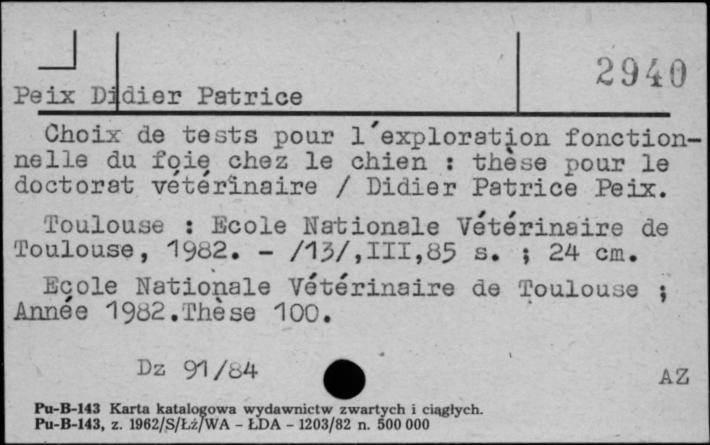 2940
Peix Didier Patrice
Choix de tests pour l'exploration fonction-
nelle du foie chez le chien : thèse pour le
doctorat vétérinaire / Didier Patrice Peix.
Toulouse : Ecole Nationale Vétérinaire de
Toulouse, 1982. - /13/,III,85 s. ; 24 cm.
Ecole Nationale Vétérinaire de Toulouse ;
Année 1982.Thèse 100.
Dz 91/84
AZ
Pu-B-143 Karta katalogowa wydawnictw zwartych i ciągłych.
Pu-B-143, z. 1962/S/Łź/WA - ŁDA - 1203/82 n. 500 000